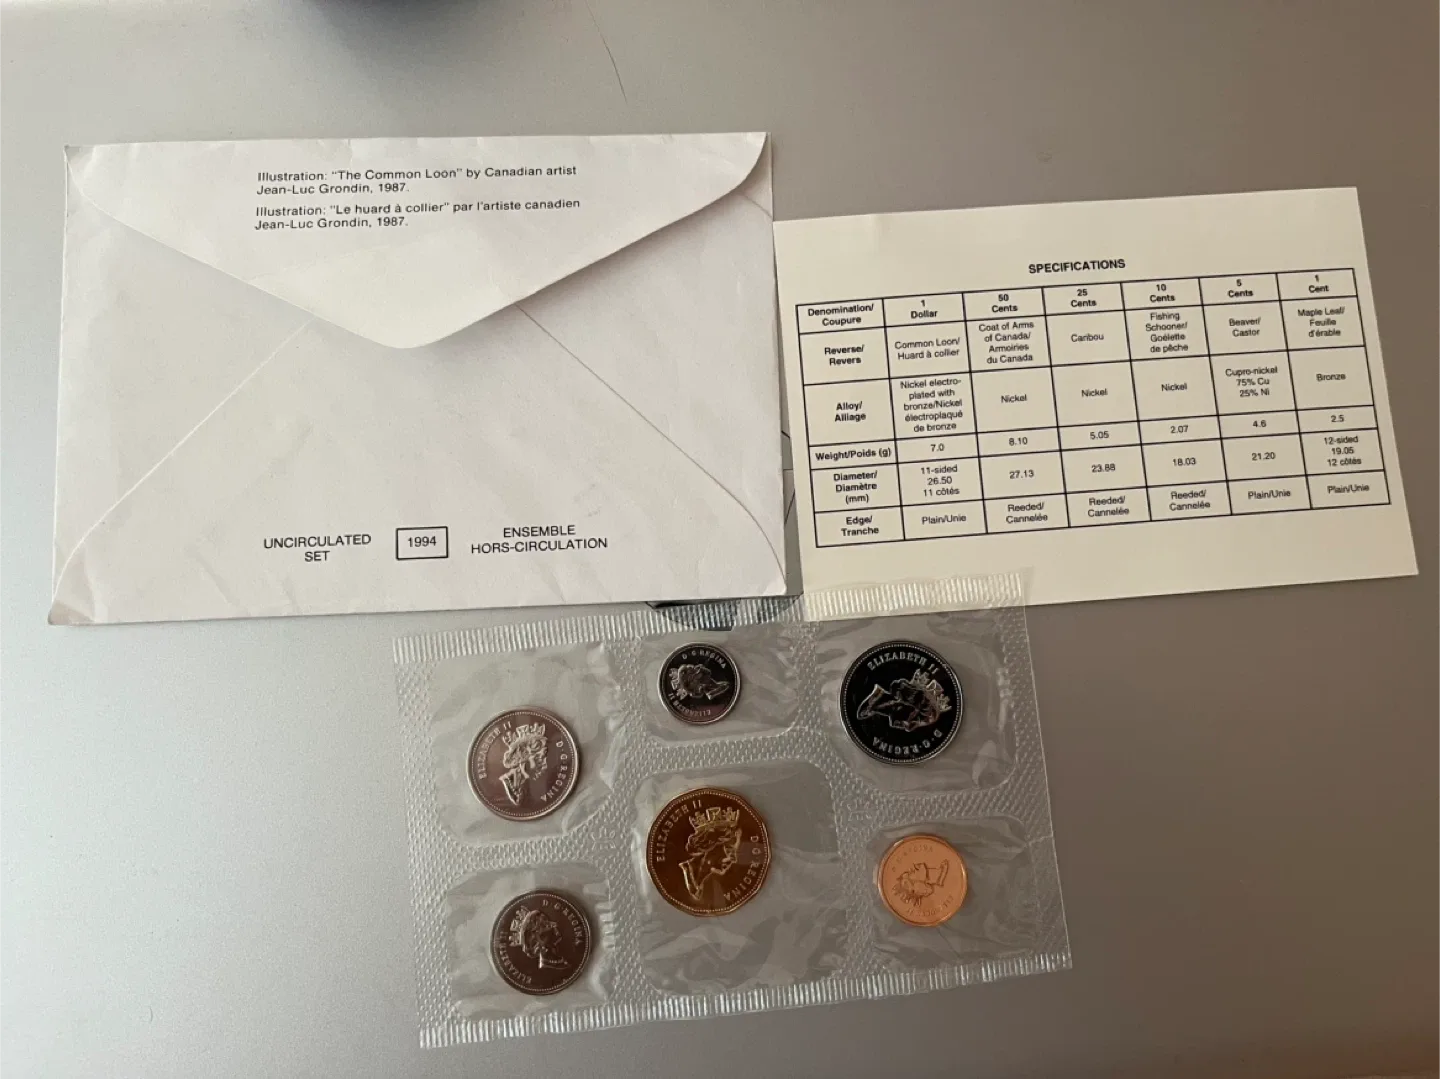 Illustration: "The Common Loon" by Canadian artist
Jean-Luc Grondin, 1987.
Illustration: "Le huard à collier" par l'artiste canadien
Jean-Luc Grondin, 1987.
UNCIRCULATED
SET
1994
ENSEMBLE
HORS-CIRCULATION
SPECIFICATIONS
Denomination/
Coupure
1
Dollar
50
Cents
25
Cents
10
Cents
5
Cents
1
Cent
Reverse/
Revers
Common Loon/
Huard à collier
Coat of Arms
of Canada/
Armoiries
du Canada
Caribou
Fishing
Schooner/
Goélette
de pêche
Beaver/
Castor
Maple Leaf/
Feuille
d'érable
Alloy/
Alliage
Nickel electro-
plated with
bronze/Nickel
électroplaqué
de bronze
Nickel
Nickel
Nickel
Cupro-nickel
75% Cu
25% Ni
Bronze
Weight/Poids (g)
7.0
8.10
5.05
2.07
4.6
2.5
Diameter/
Diamètre
(mm)
11-sided
26.50
11 côtés
27.13
23.88
18.03
21.20
12-sided
19.05
12 côtés
Edge/
Tranche
Plain/Unie
Reeded/
Cannelée
Reeded/
Cannelée
Reeded/
Cannelée
Plain/Unie
Plain/Unie
ELIZABETH II D·G·REGINA
ELIZABETH II D·G·REGINA
ELIZABETH II D·G·REGINA
ELIZABETH II D·G·REGINA
ELIZABETH II D·G·REGINA
D·G·REGINA